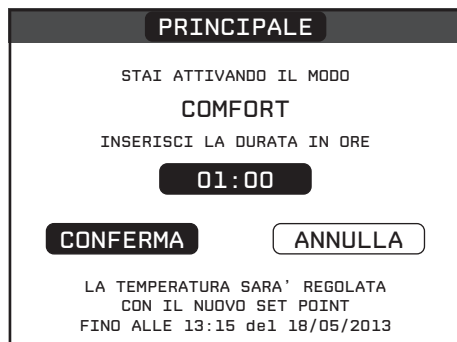 PRINCIPALE
STAI ATTIVANDO IL MODO
COMFORT
INSERISCI LA DURATA IN ORE
01:00
CONFERMA ANNULLA
LA TEMPERATURA SARA' REGOLATA
CON IL NUOVO SET POINT
FINO ALLE 13:15 del 18/05/2013